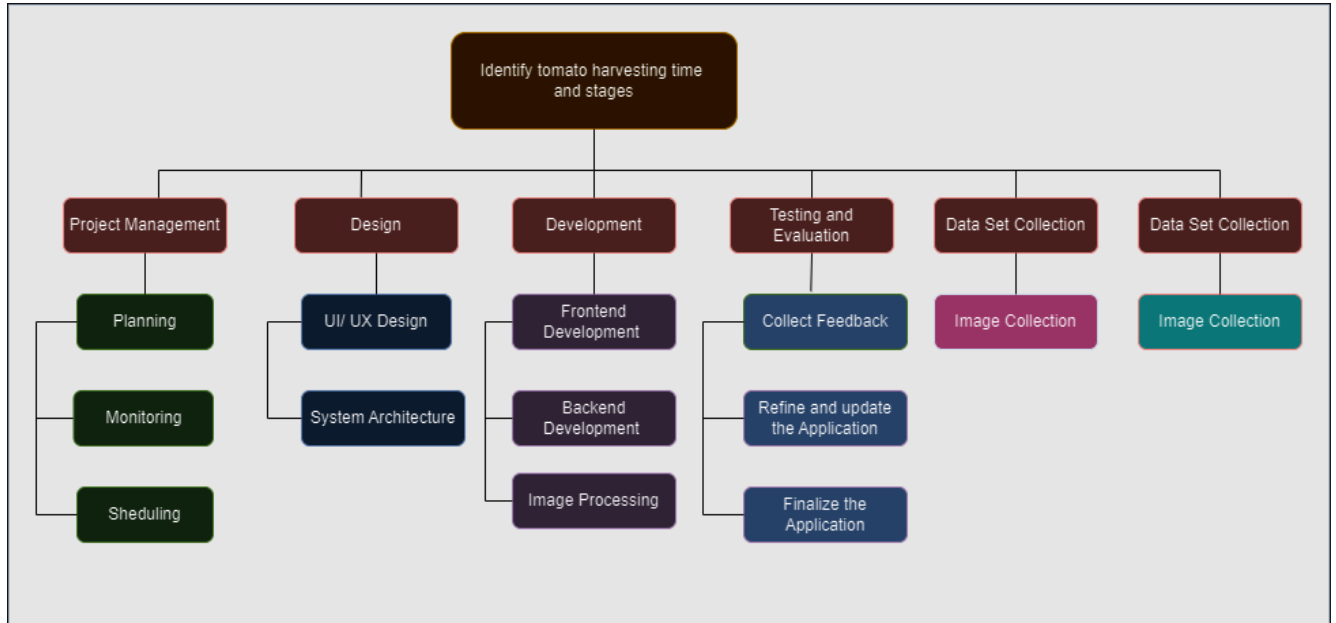 Identify tomato harvesting time
and stages
Project Management
Design
Development
Testing and
Evaluation
Data Set Collection
Data Set Collection
Planning
UI/ UX Design
Frontend
Development
Collect Feedback
Image Collection
Image Collection
Monitoring
System Architecture
Backend
Development
Refine and update
the Application
Sheduling
Image Processing
Finalize the
Application